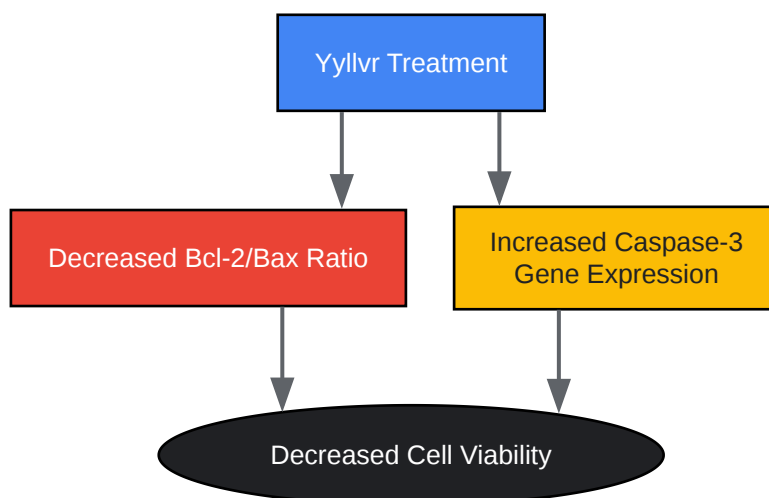 Yyllvr Treatment
Decreased Bcl-2/Bax Ratio
Increased Caspase-3
Gene Expression
Decreased Cell Viability